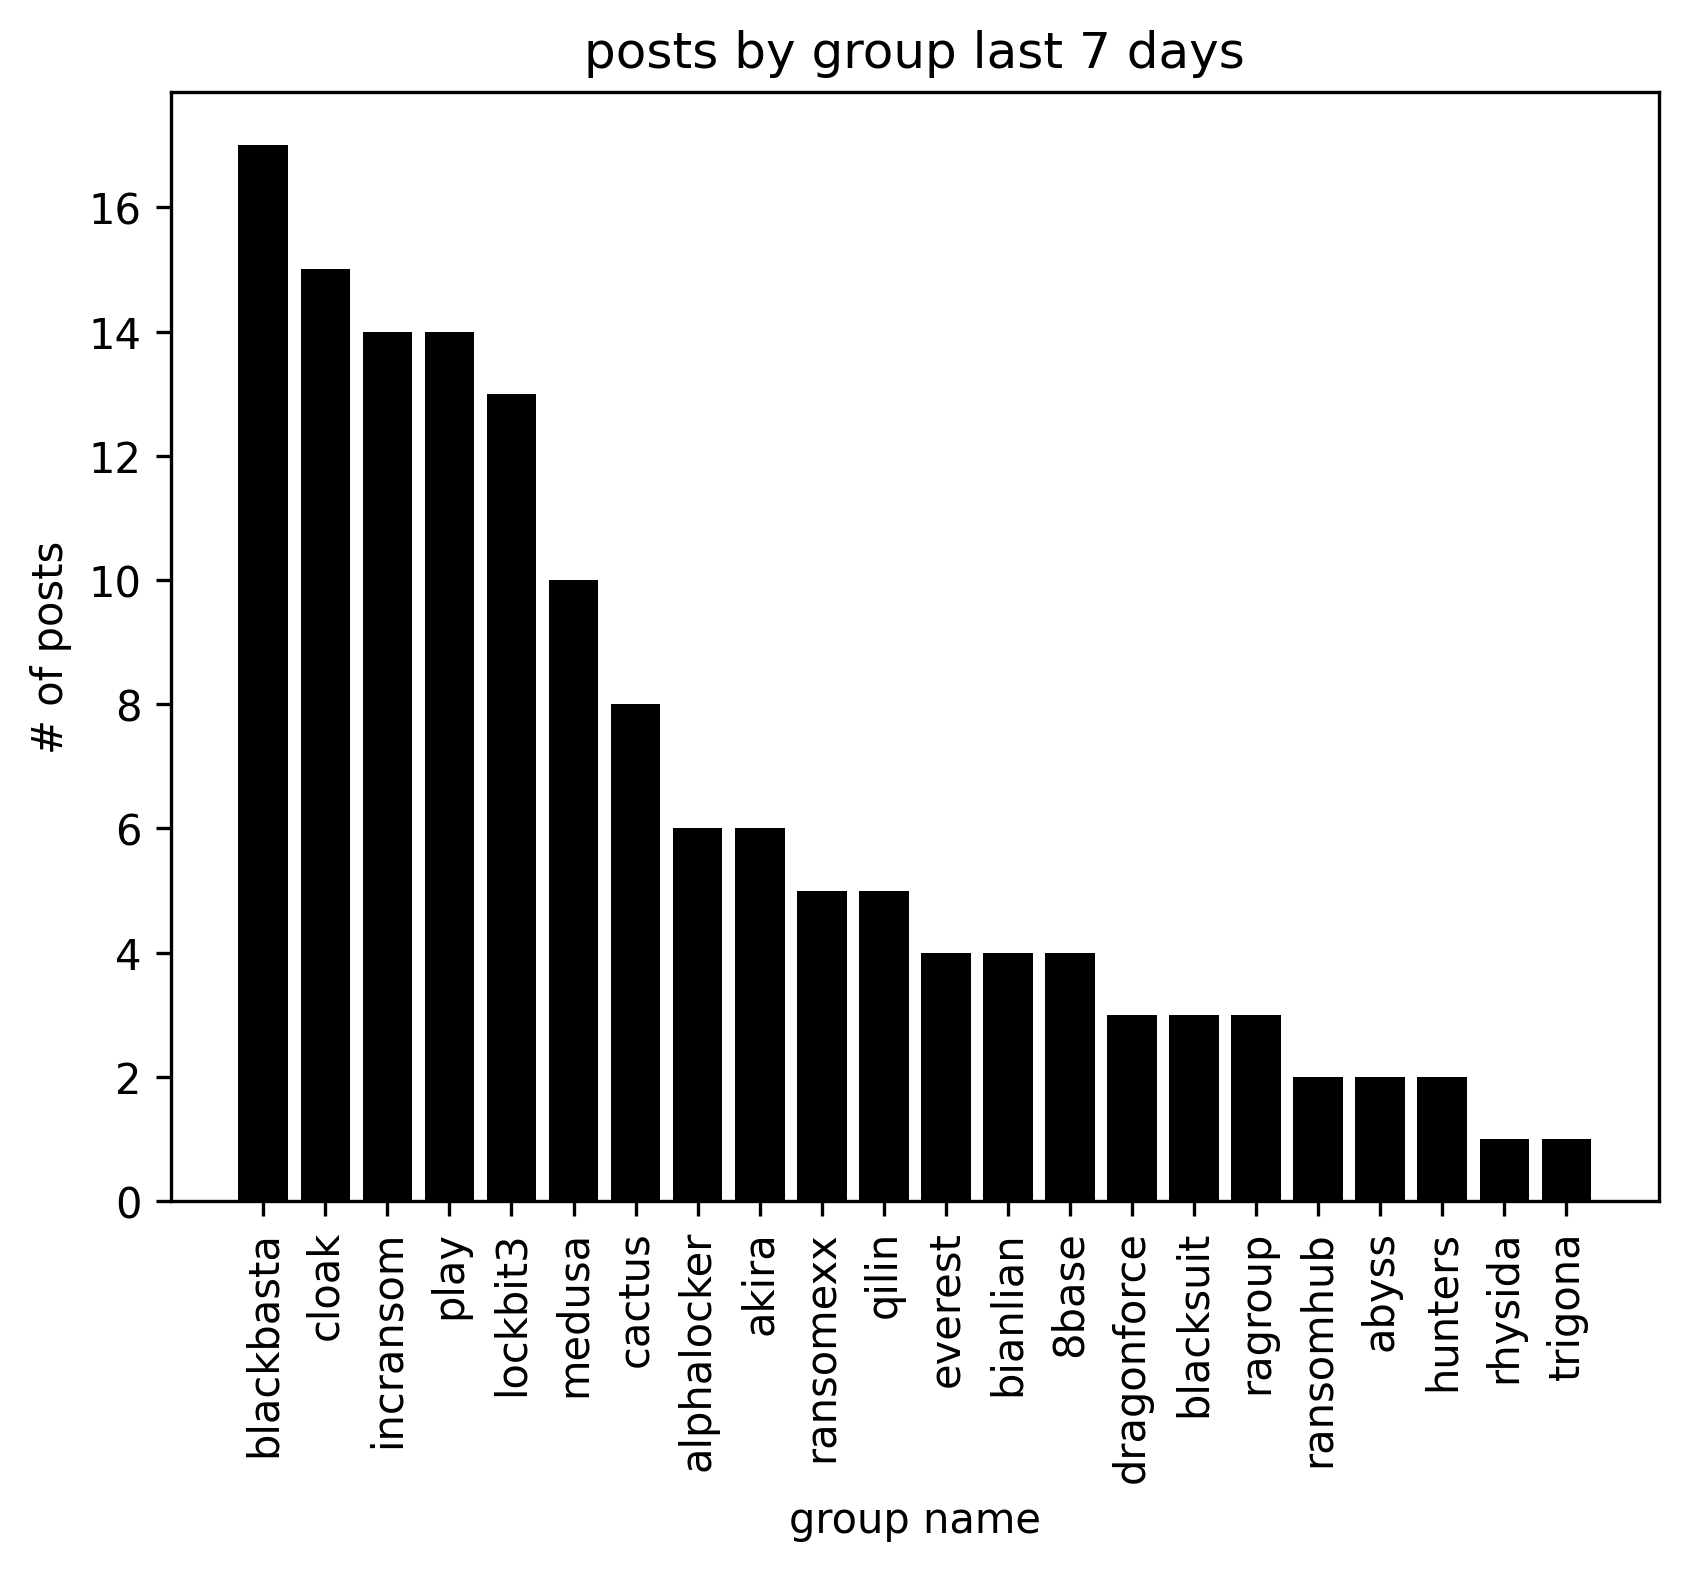 posts by group last 7 days
# of posts
16
14
12
10
8
6
4
2
0
blackbasta
cloak
incransom
play
lockbit3
medusa
cactus
alphalocker
akira
ransomexx
qilin
everest
bianlian
8base
dragonforce
blacksuit
ragroup
ransomhub
abyss
hunters
rhysida
trigona
group name